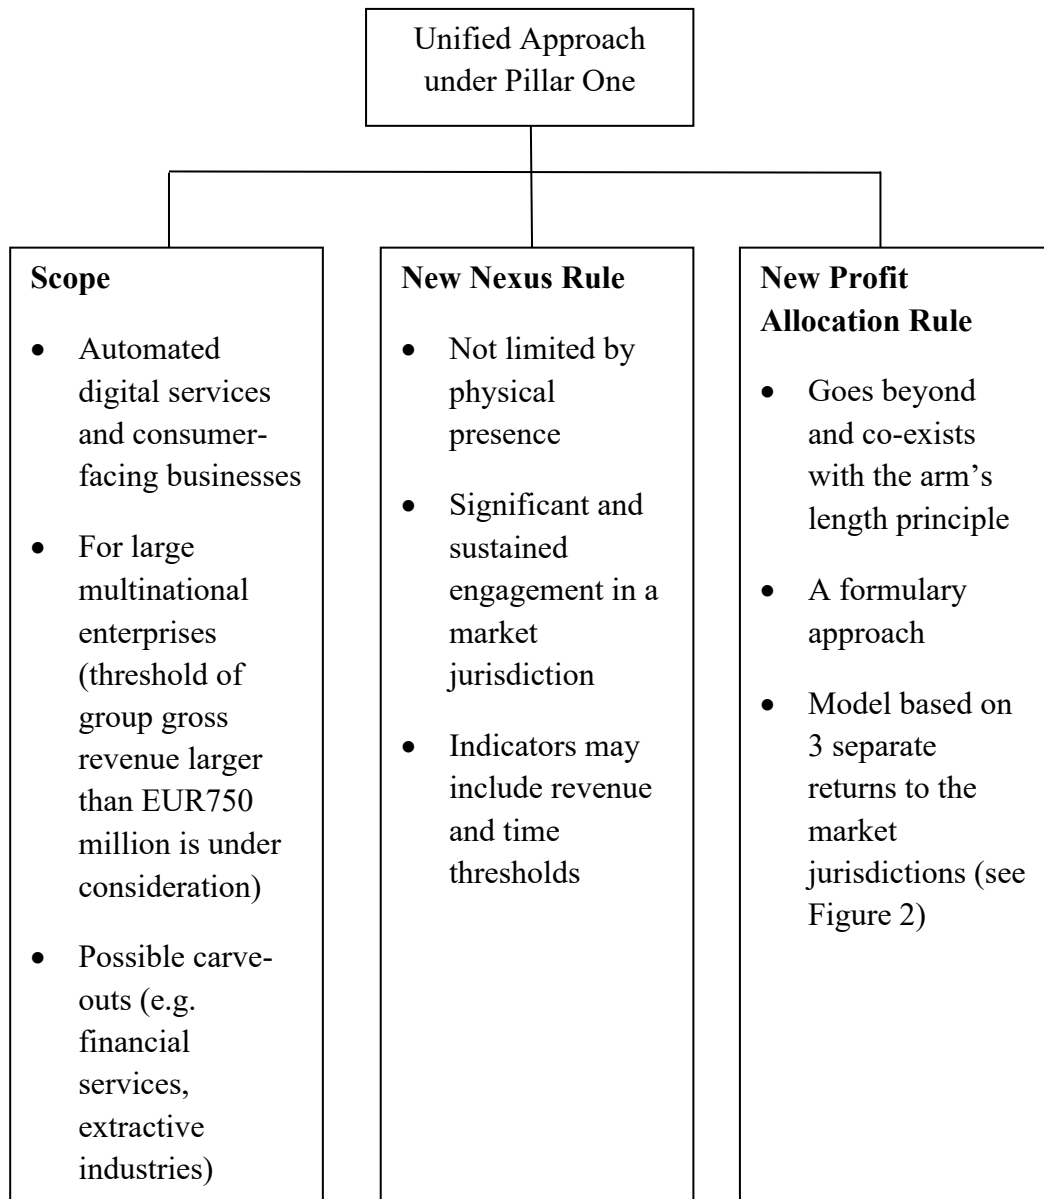 Unified Approach
under Pillar One
Scope
• Automated
digital services
and consumer-
facing businesses
• For large
multinational
enterprises
(threshold of
group gross
revenue larger
than EUR750
million is under
consideration)
• Possible carve-
outs (e.g.
financial
services,
extractive
industries)
New Nexus Rule
• Not limited by
physical
presence
• Significant and
sustained
engagement in a
market
jurisdiction
• Indicators may
include revenue
and time
thresholds
New Profit
Allocation Rule
• Goes beyond
and co-exists
with the arm’s
length principle
• A formulary
approach
• Model based on
3 separate
returns to the
market
jurisdictions (see
Figure 2)